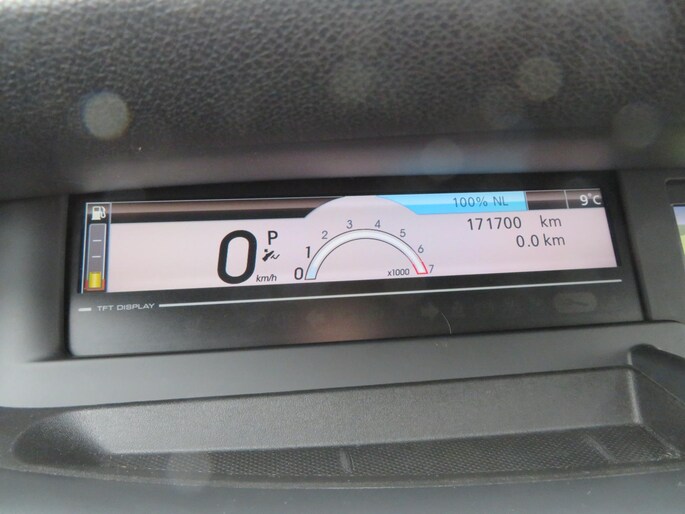 100% NL 9°C
171700 km
0.0 km
0 P
km/h
0 1 2 3 4 5 6 7
x1000
TFT DISPLAY